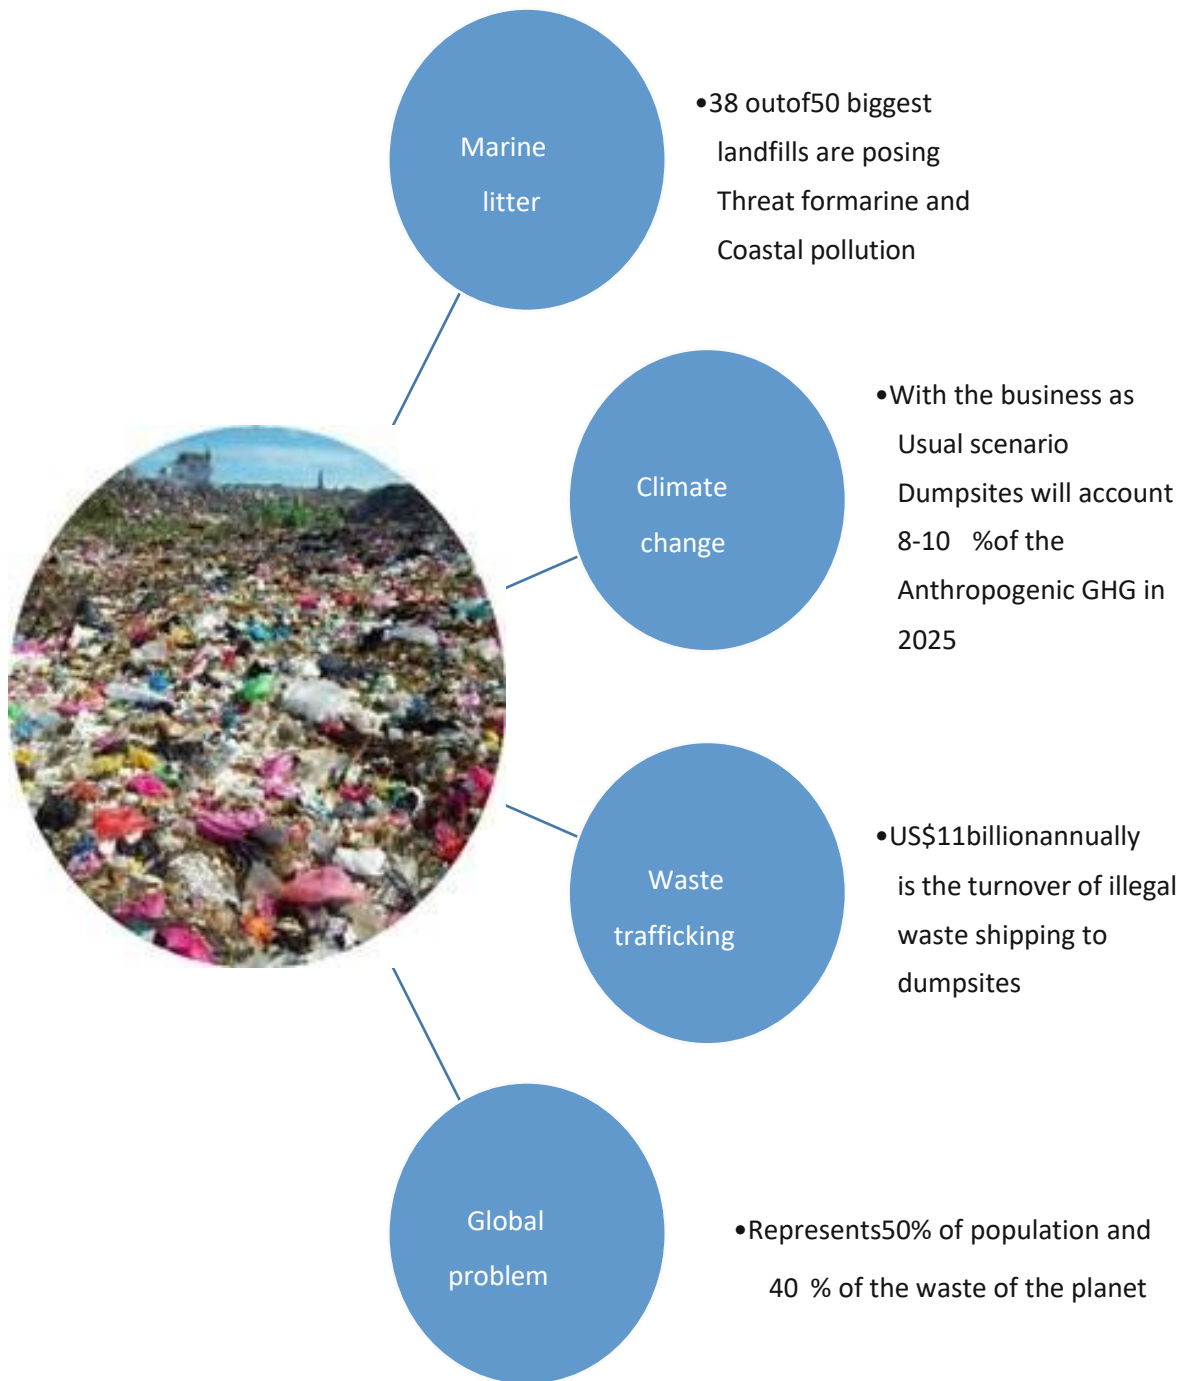 Marine
litter
•38 outof50 biggest
landfills are posing
Threat formarine and
Coastal pollution
Climate
change
•With the business as
Usual scenario
Dumpsites will account
8-10 %of the
Anthropogenic GHG in
2025
Waste
trafficking
•US$11billionannually
is the turnover of illegal
waste shipping to
dumpsites
Global
problem
•Represents50% of population and
40 % of the waste of the planet